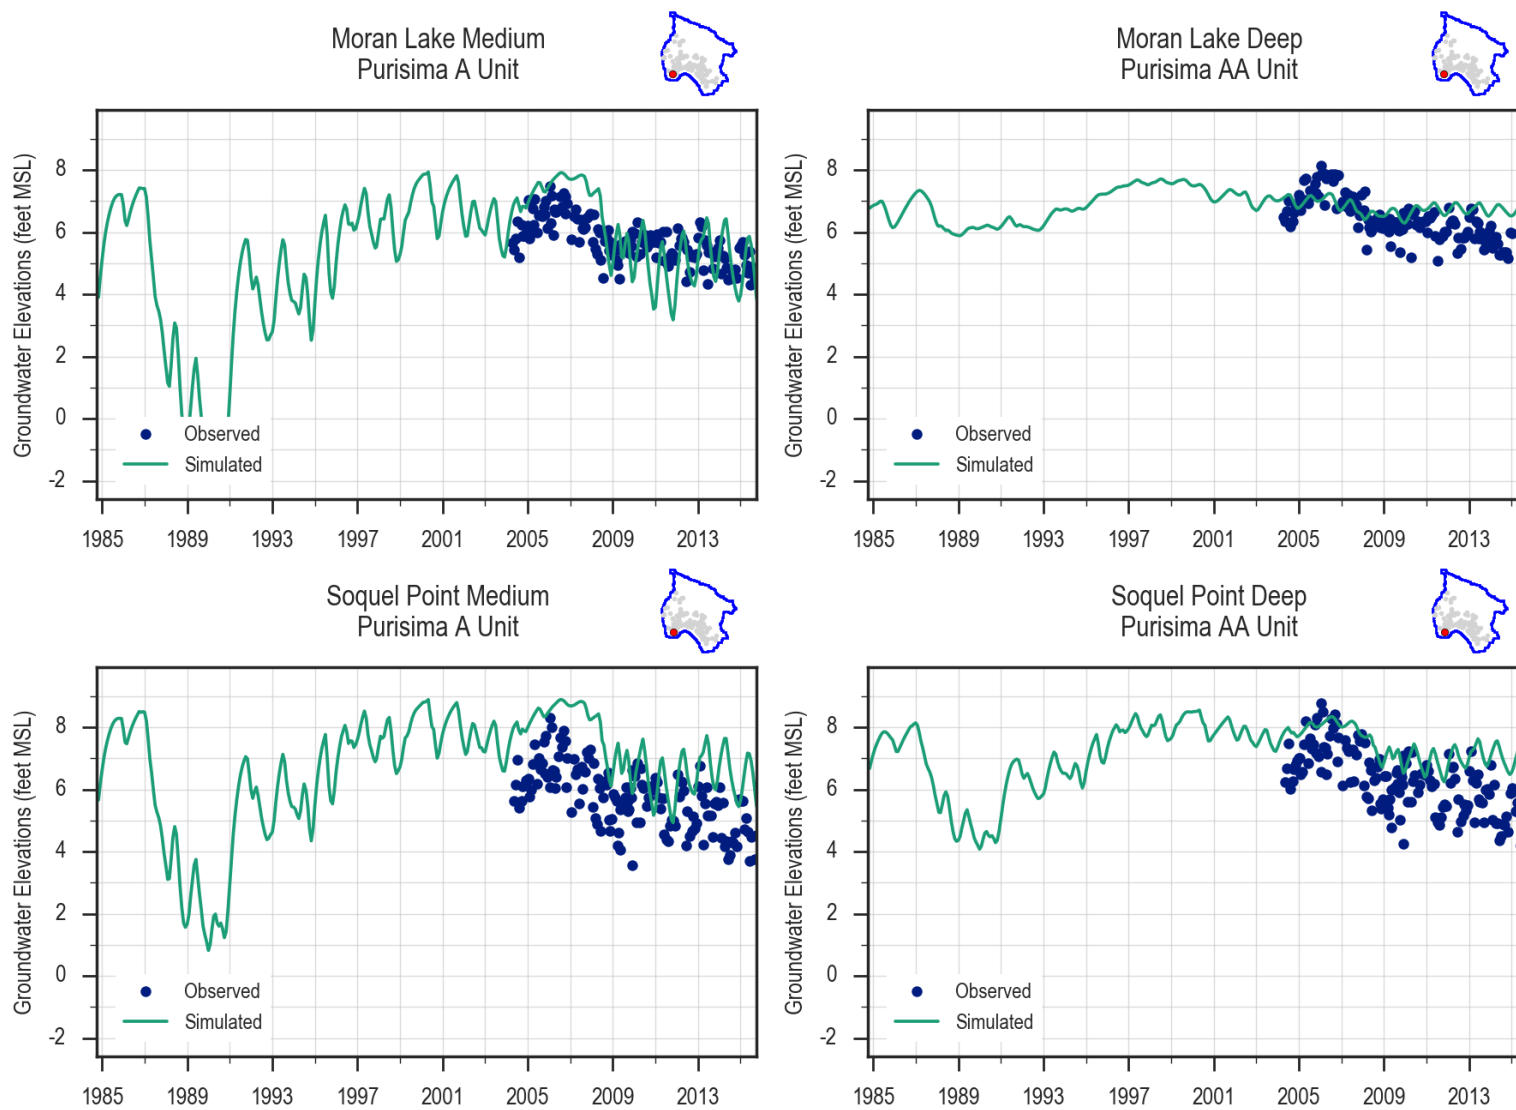 Moran Lake Medium
Purisima A Unit
Groundwater Elevations (feet MSL)
8
6
4
2
0
-2
Observed
Simulated
1985 1989 1993 1997 2001 2005 2009 2013
Moran Lake Deep
Purisima AA Unit
Groundwater Elevations (feet MSL)
8
6
4
2
0
-2
Observed
Simulated
1985 1989 1993 1997 2001 2005 2009 2013
Soquel Point Medium
Purisima A Unit
Groundwater Elevations (feet MSL)
8
6
4
2
0
-2
Observed
Simulated
1985 1989 1993 1997 2001 2005 2009 2013
Soquel Point Deep
Purisima AA Unit
Groundwater Elevations (feet MSL)
8
6
4
2
0
-2
Observed
Simulated
1985 1989 1993 1997 2001 2005 2009 2013